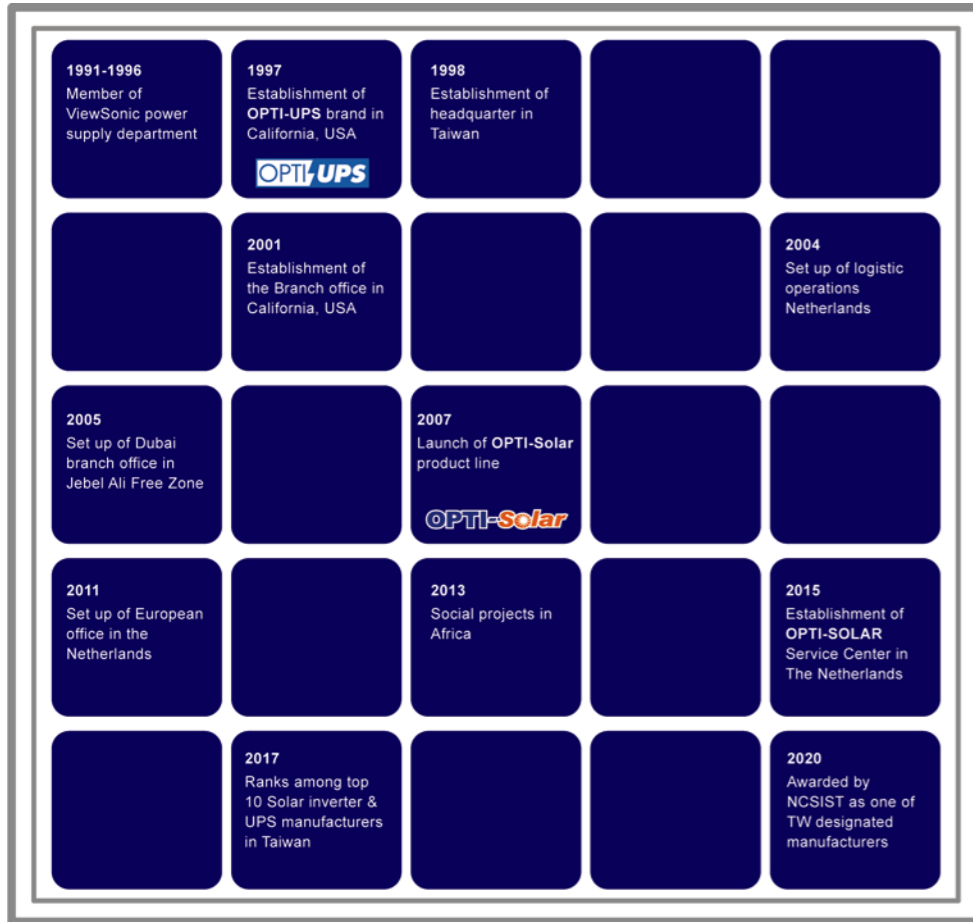 1991-1996
Member of
ViewSonic power
supply department
1997
Establishment of
OPTI-UPS brand in
California, USA
OPTI-UPS
1998
Establishment of
headquarter in
Taiwan
2001
Establishment of
the Branch office in
California, USA
2004
Set up of logistic
operations
Netherlands
2005
Set up of Dubai
branch office in
Jebel Ali Free Zone
2007
Launch of OPTI-Solar
product line
OPTI-Solar
2011
Set up of European
office in the
Netherlands
2013
Social projects in
Africa
2015
Establishment of
OPTI-SOLAR
Service Center in
The Netherlands
2017
Ranks among top
10 Solar inverter &
UPS manufacturers
in Taiwan
2020
Awarded by
NCSIST as one of
TW designated
manufacturers